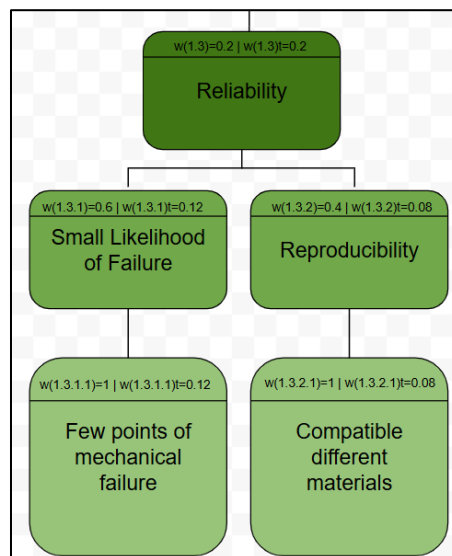 w(1.3)=0.2 | w(1.3)t=0.2
Reliability
w(1.3.1)=0.6 | w(1.3.1)t=0.12
Small Likelihood
of Failure
w(1.3.2)=0.4 | w(1.3.2)t=0.08
Reproducibility
w(1.3.1.1)=1 | w(1.3.1.1)t=0.12
Few points of
mechanical
failure
w(1.3.2.1)=1 | w(1.3.2.1)t=0.08
Compatible
different
materials